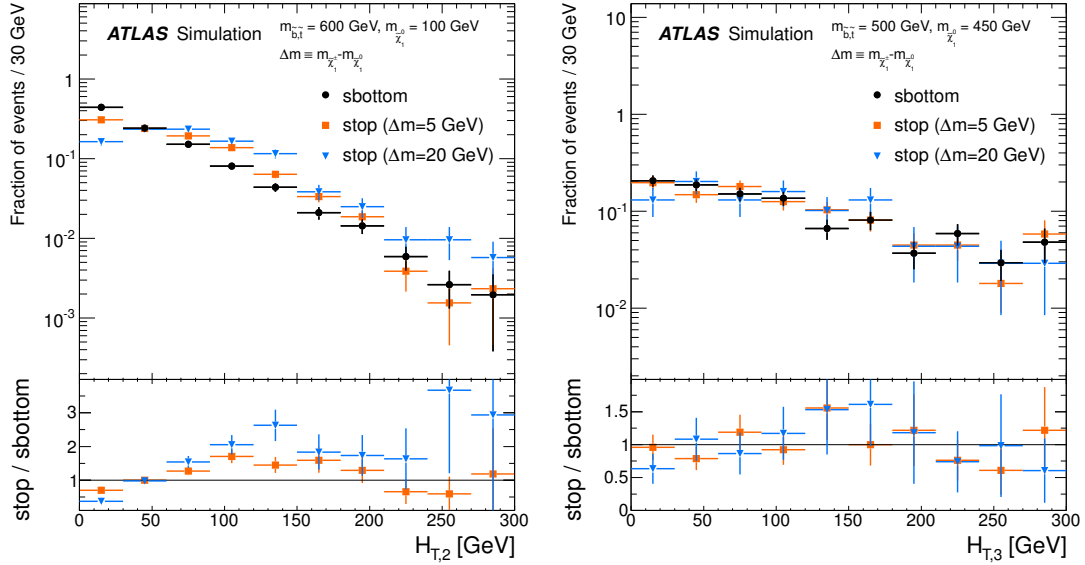 ATLAS Simulation
m_{b̃,t̃} = 600 GeV, m_{χ̃₁⁰} = 100 GeV
Δm ≡ m_{χ̃₁^±}-m_{χ̃₁⁰}
sbottom
stop (Δm=5 GeV)
stop (Δm=20 GeV)
Fraction of events / 30 GeV
1
10⁻¹
10⁻²
10⁻³
stop / sbottom
3
2
1
0 50 100 150 200 250 300
H_{T,2} [GeV]
ATLAS Simulation
m_{b̃,t̃} = 500 GeV, m_{χ̃₁⁰} = 450 GeV
Δm ≡ m_{χ̃₁^±}-m_{χ̃₁⁰}
sbottom
stop (Δm=5 GeV)
stop (Δm=20 GeV)
Fraction of events / 30 GeV
10
1
10⁻¹
10⁻²
stop / sbottom
1.5
1
0.5
0
0 50 100 150 200 250 300
H_{T,3} [GeV]